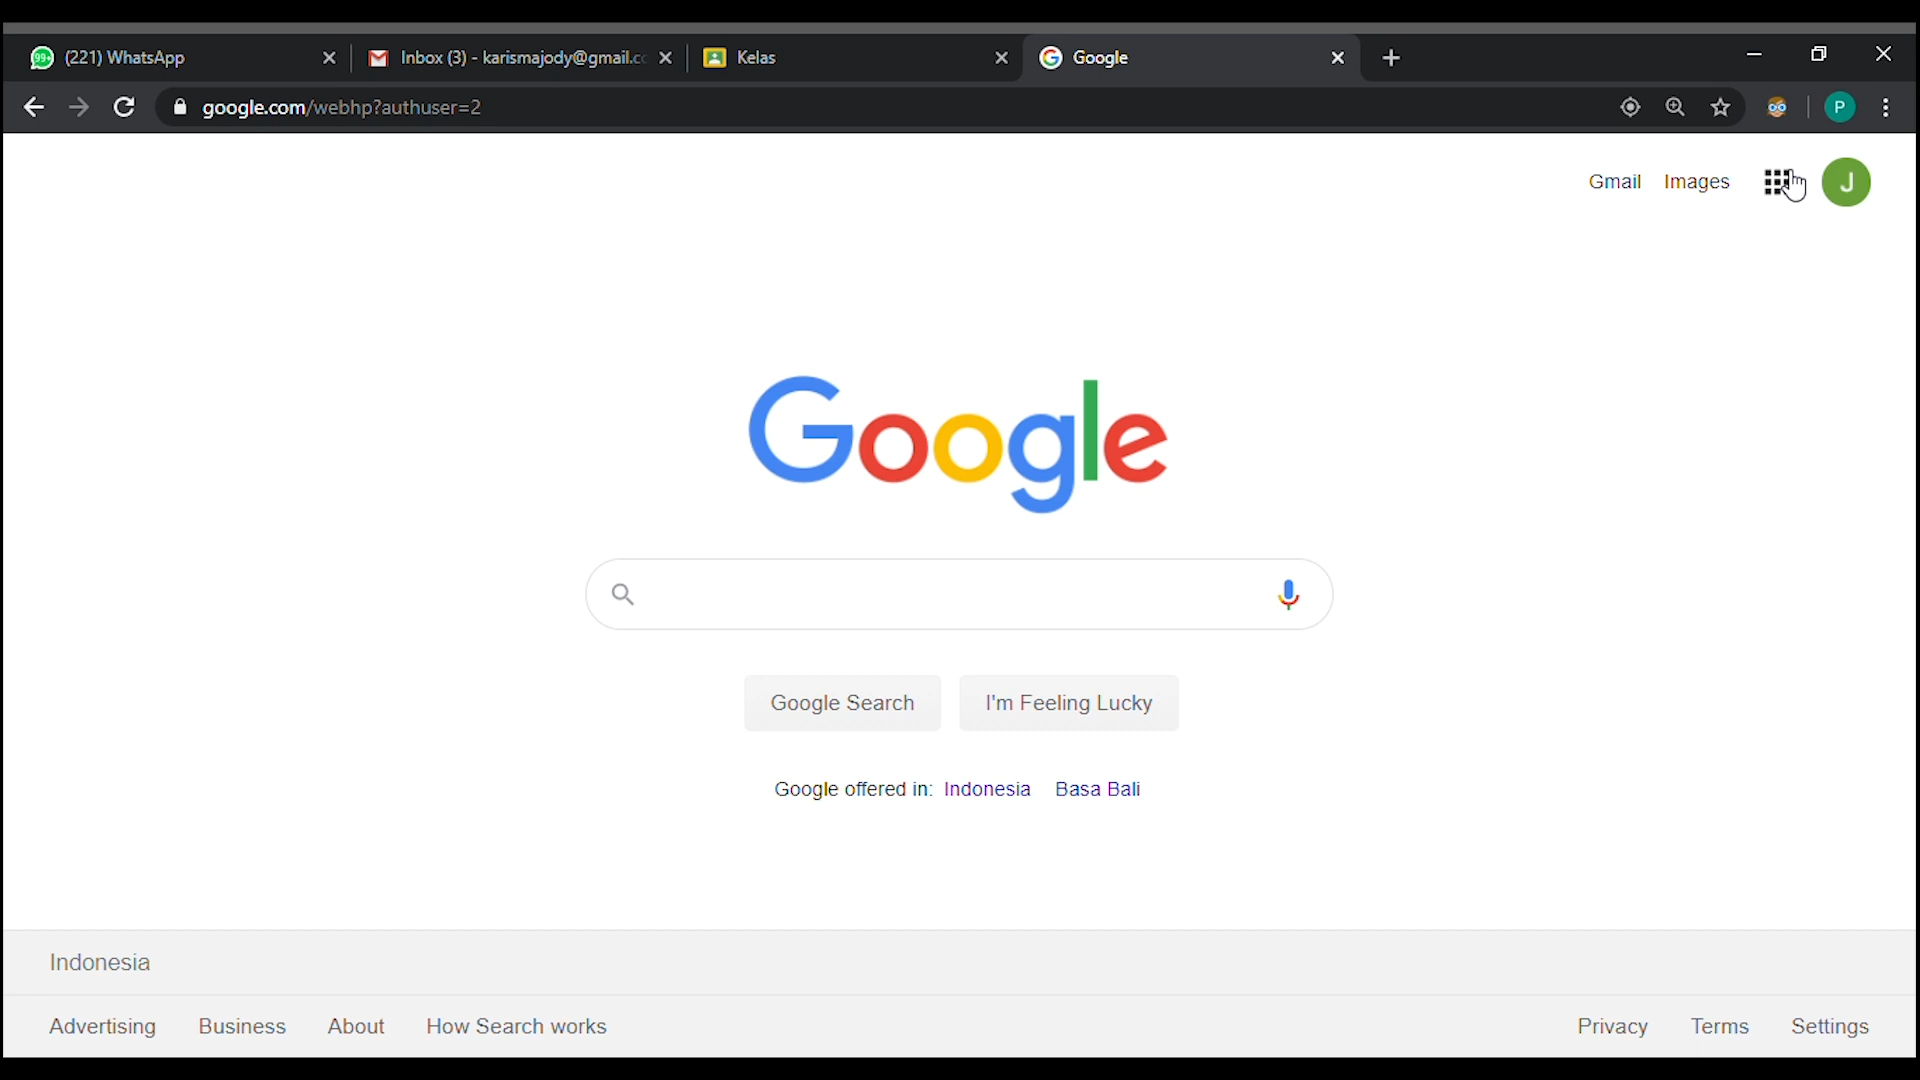 (221) WhatsApp
Inbox (3) - karismajody@gmail.c
Kelas
Google
google.com/webhp?authuser=2
P
Gmail Images
J
Google
Google Search
I'm Feeling Lucky
Google offered in: Indonesia Basa Bali
Indonesia
Advertising Business About How Search works
Privacy Terms Settings